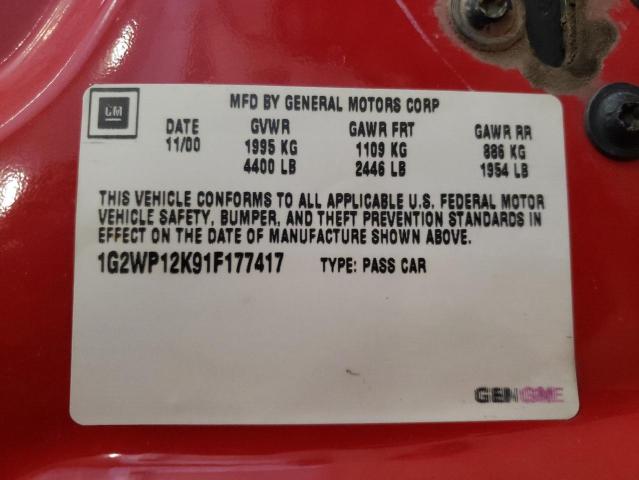 GM
MFD BY GENERAL MOTORS CORP
DATE GVWR GAWR FRT GAWR RR
11/00 1995 KG 1109 KG 886 KG
4400 LB 2446 LB 1954 LB
THIS VEHICLE CONFORMS TO ALL APPLICABLE U.S. FEDERAL MOTOR
VEHICLE SAFETY, BUMPER, AND THEFT PREVENTION STANDARDS IN
EFFECT ON THE DATE OF MANUFACTURE SHOWN ABOVE.
1G2WP12K91F177417 TYPE: PASS CAR
GENGME